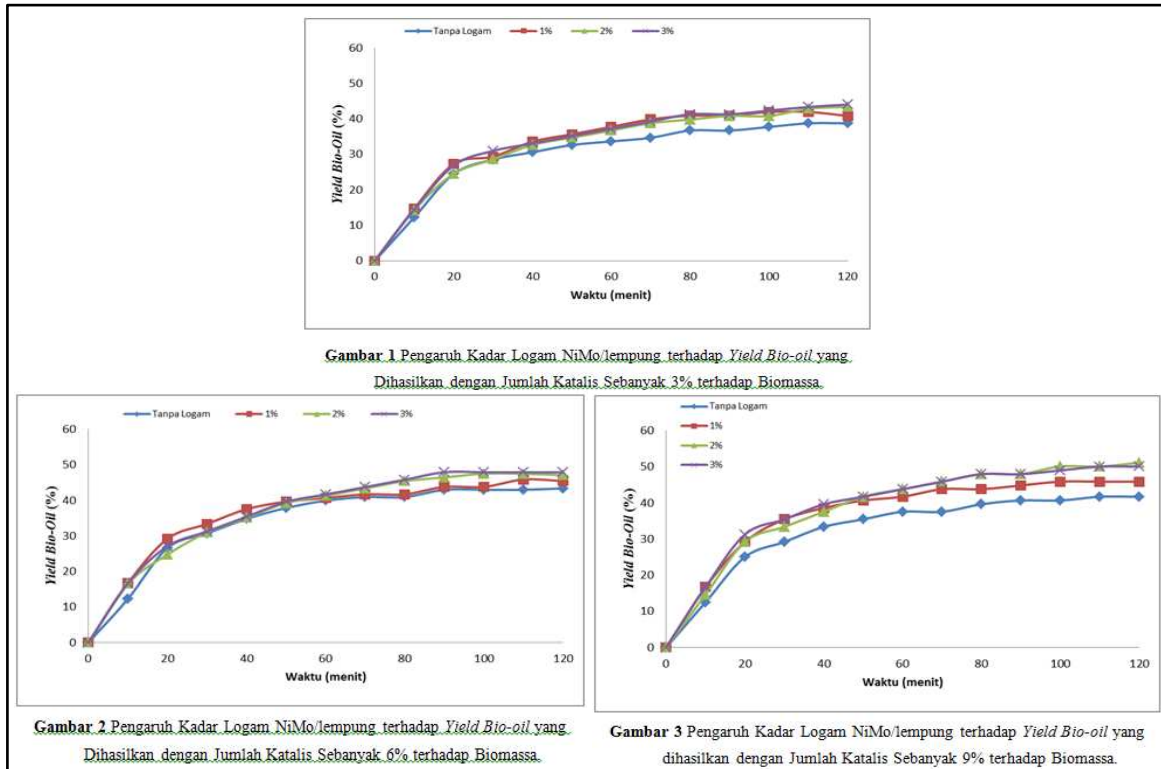 Tanpa Logam 1% 2% 3%
60
50
40
30
20
10
0
Yield Bio-Oil (%)
0 20 40 60 80 100 120
Waktu (menit)
Gambar 1 Pengaruh Kadar Logam NiMo/lempung terhadap Yield Bio-oil yang
Dihasilkan dengan Jumlah Katalis Sebanyak 3% terhadap Biomassa.
Tanpa Logam 1% 2% 3%
60
50
40
30
20
10
0
Yield Bio-Oil (%)
0 20 40 60 80 100 120
Waktu (menit)
Gambar 2 Pengaruh Kadar Logam NiMo/lempung terhadap Yield Bio-oil yang
Dihasilkan dengan Jumlah Katalis Sebanyak 6% terhadap Biomassa.
Tanpa Logam
1%
2%
3%
60
50
40
30
20
10
0
Yield Bio-Oil (%)
0 20 40 60 80 100 120
Waktu (menit)
Gambar 3 Pengaruh Kadar Logam NiMo/lempung terhadap Yield Bio-oil yang
dihasilkan dengan Jumlah Katalis Sebanyak 9% terhadap Biomassa.